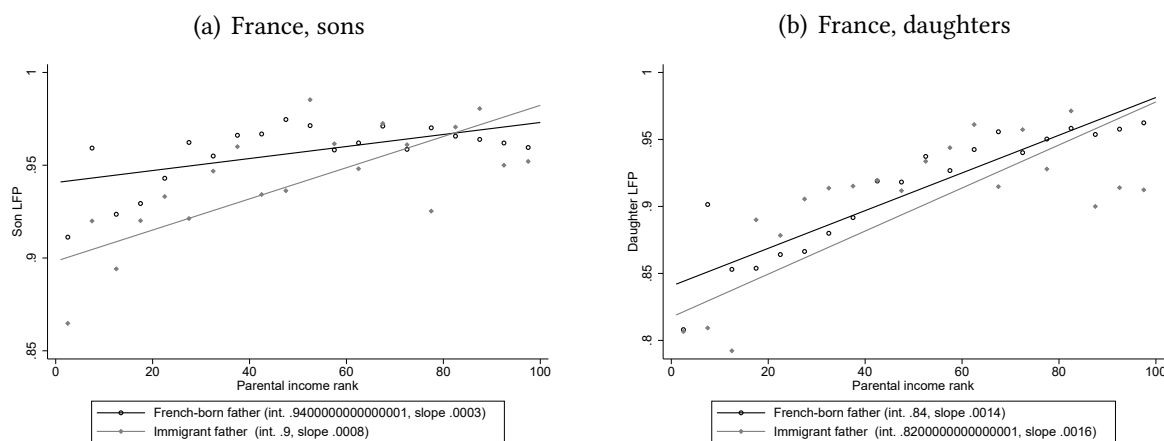 (a) France, sons
(b) France, daughters
Son LFP
1
.95
.9
.85
0
20
40
60
80
100
Parental income rank
French-born father (int. .9400000000000001, slope .0003)
Immigrant father (int. .9, slope .0008)
Daughter LFP
1
.95
.9
.85
.8
0
20
40
60
80
100
Parental income rank
French-born father (int. .84, slope .0014)
Immigrant father (int. .8200000000000001, slope .0016)